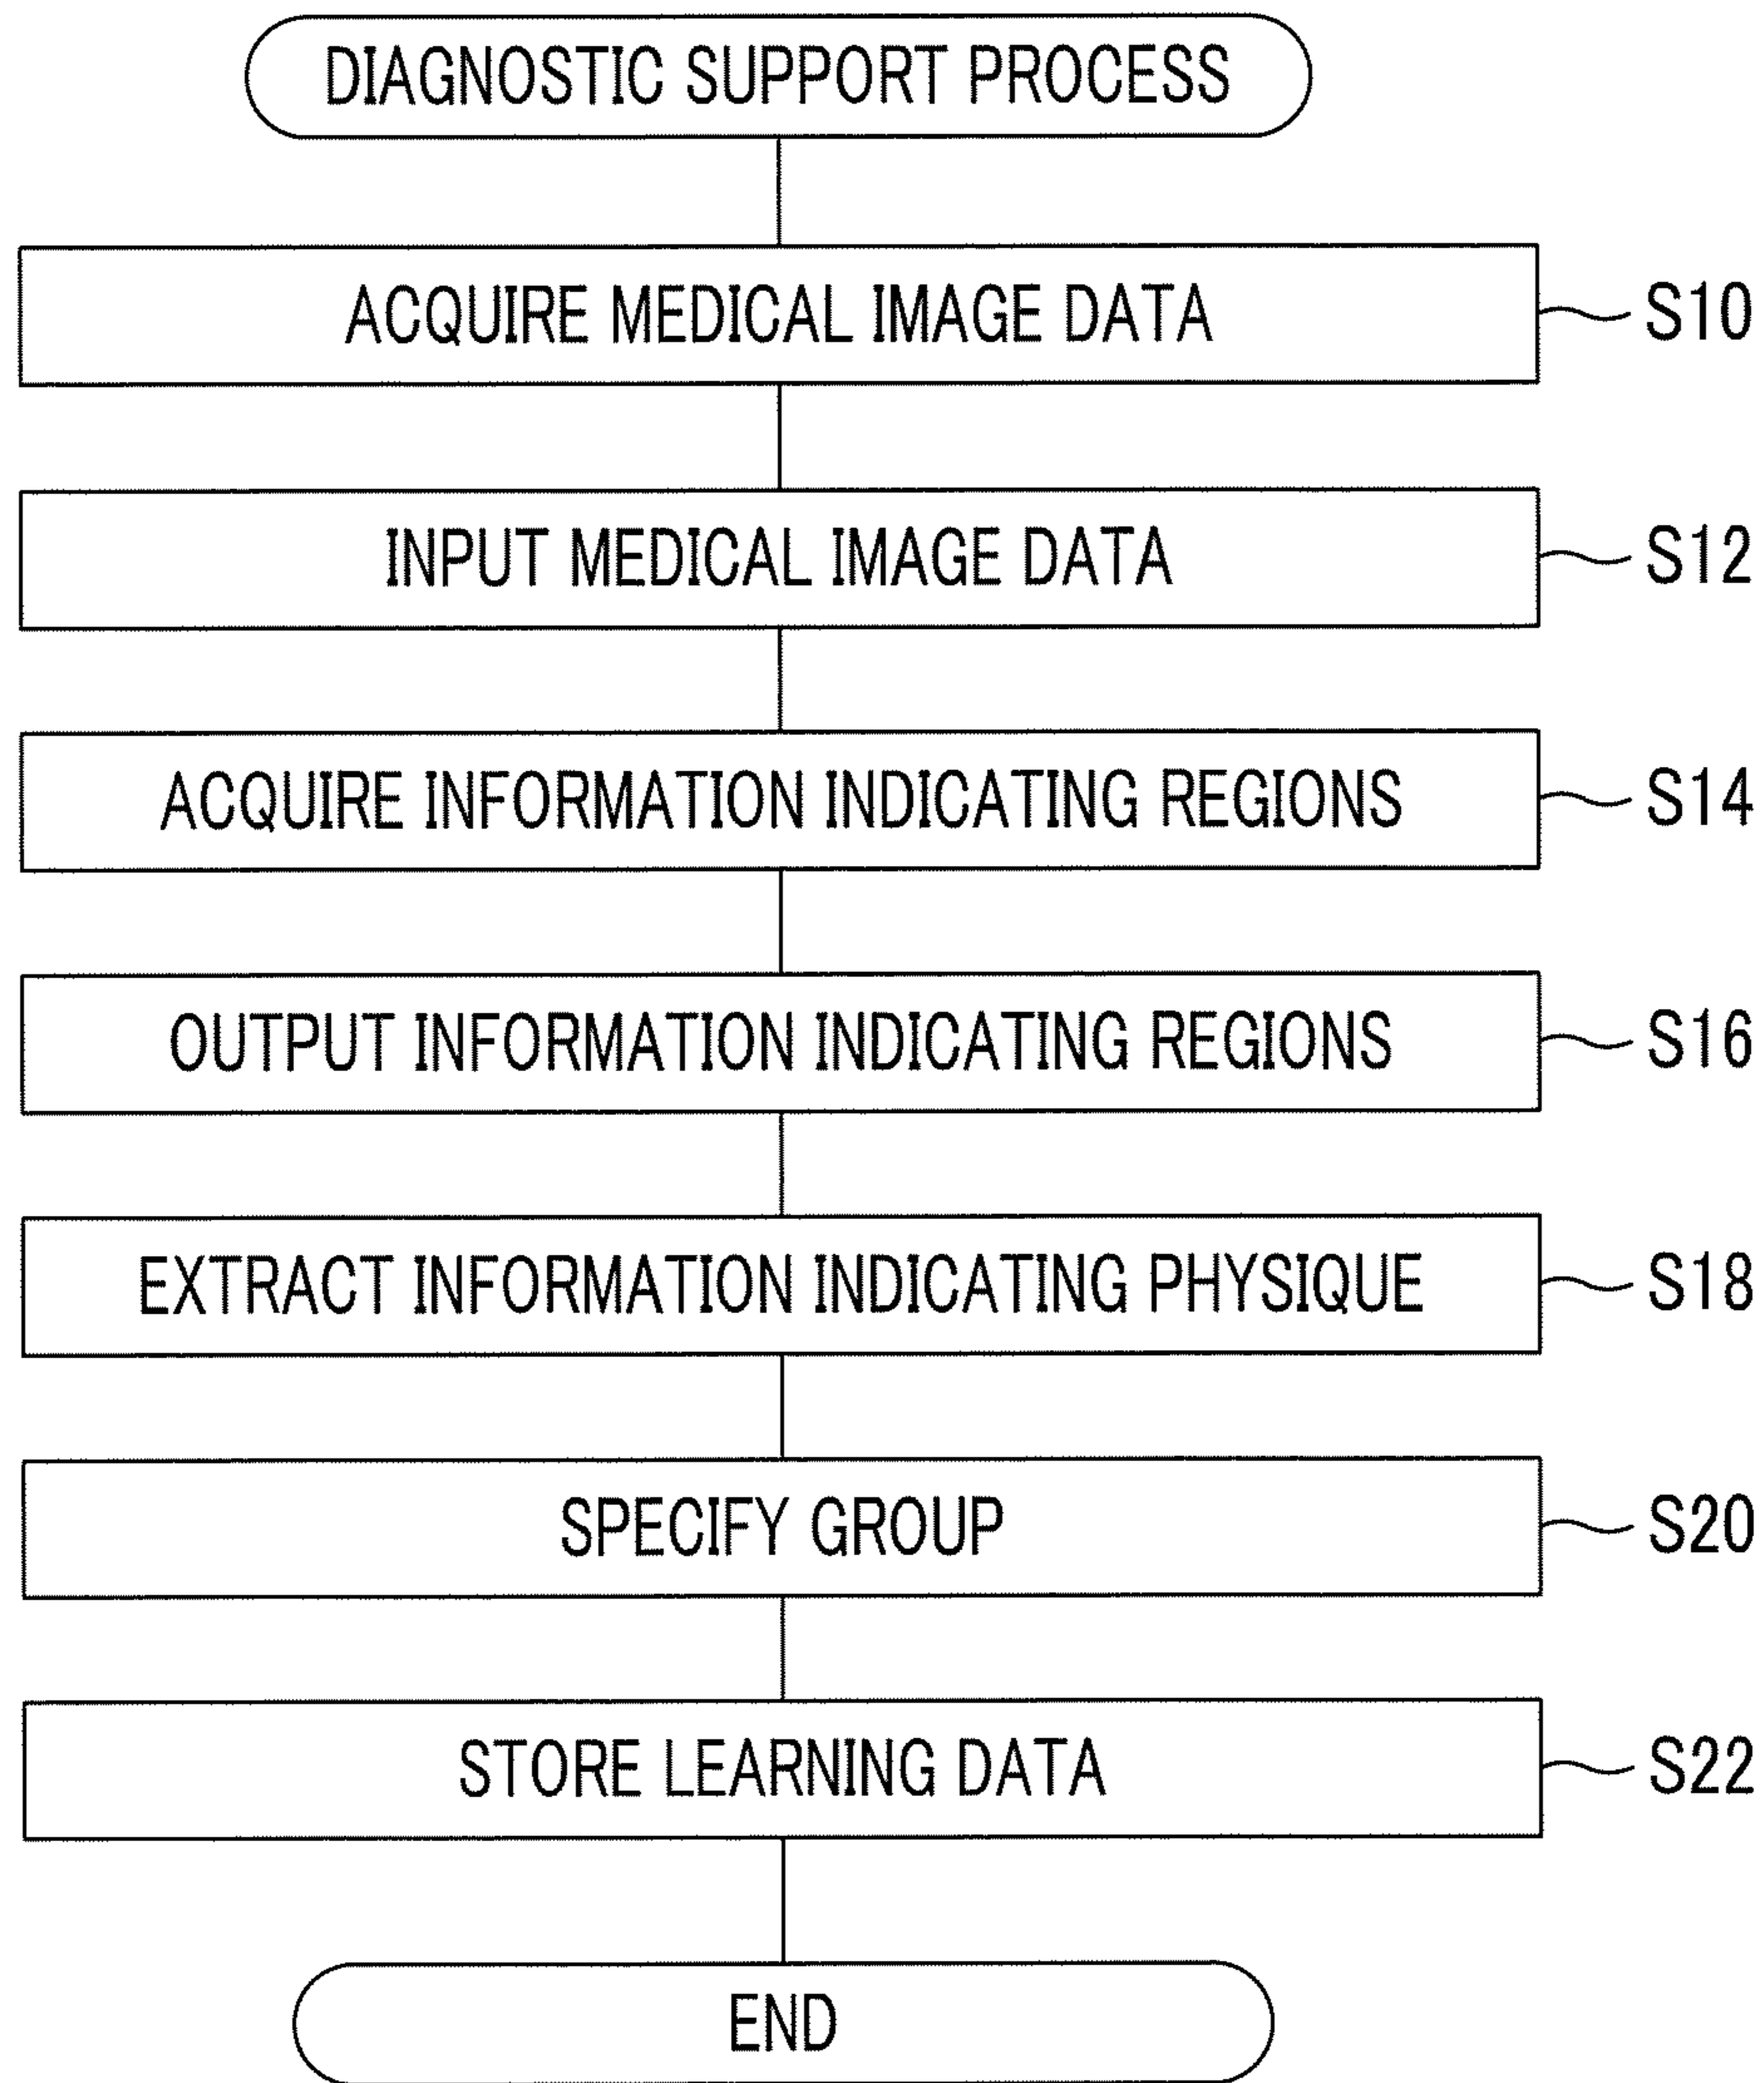 DIAGNOSTIC SUPPORT PROCESS
ACQUIRE MEDICAL IMAGE DATA S10
INPUT MEDICAL IMAGE DATA S12
ACQUIRE INFORMATION INDICATING REGIONS S14
OUTPUT INFORMATION INDICATING REGIONS S16
EXTRACT INFORMATION INDICATING PHYSIQUE S18
SPECIFY GROUP S20
STORE LEARNING DATA S22
END